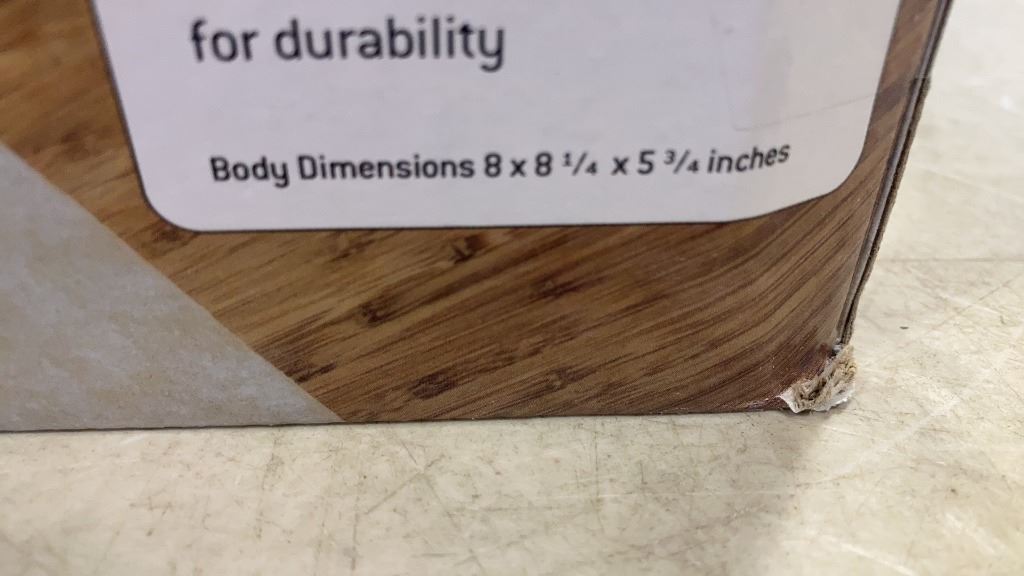 for durability
Body Dimensions 8 x 8 ¹/₄ x 5 ³/₄ inches